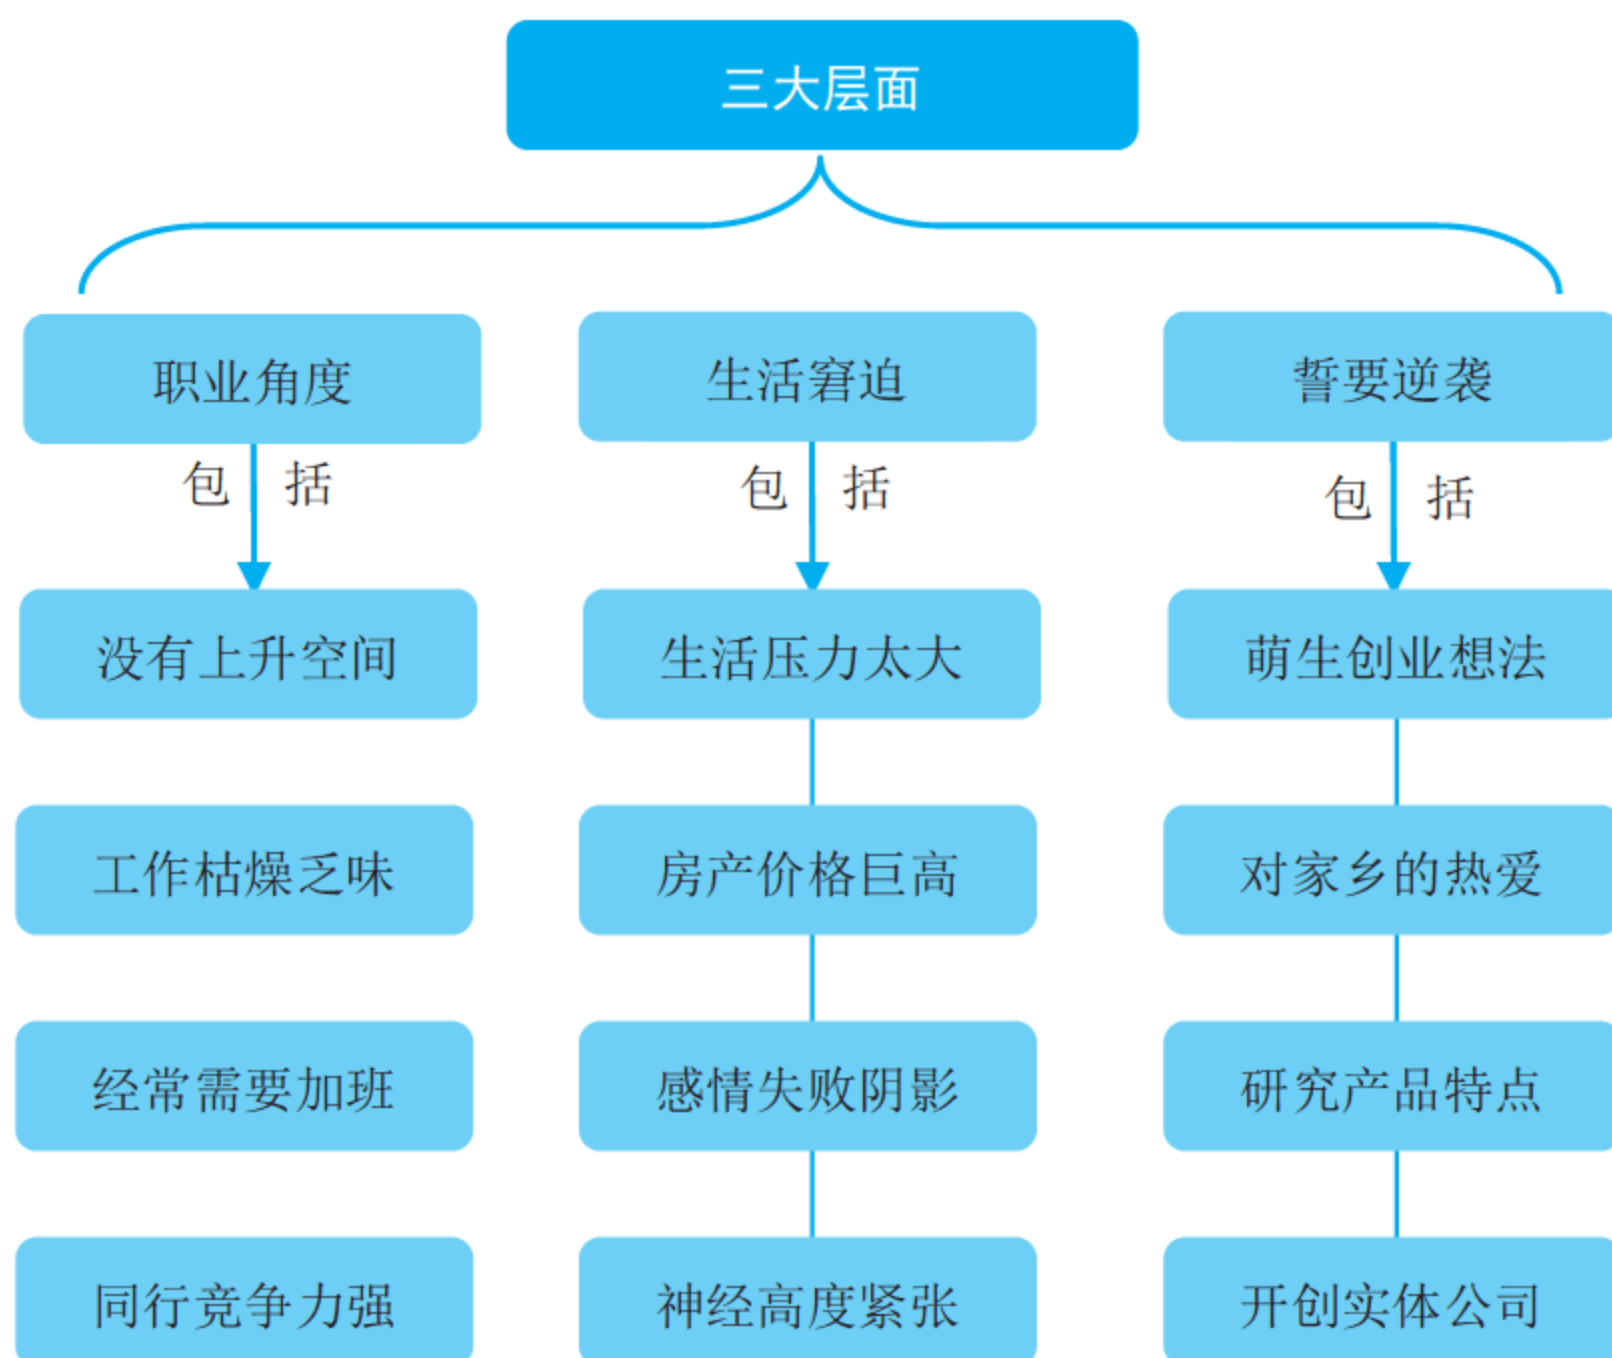 三大层面
职业角度
生活窘迫
誓要逆袭
包 括
包 括
包 括
没有上升空间
生活压力太大
萌生创业想法
工作枯燥乏味
房产价格巨高
对家乡的热爱
经常需要加班
感情失败阴影
研究产品特点
同行竞争力强
神经高度紧张
开创实体公司